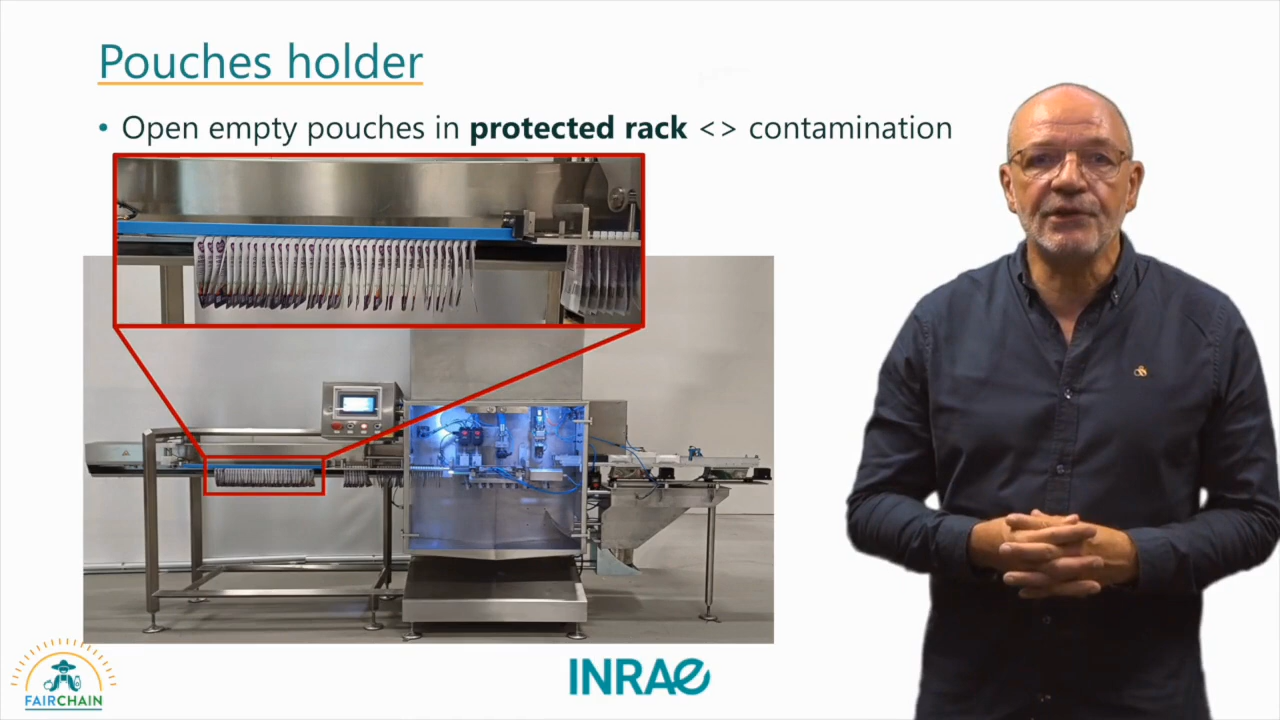 Pouches holder
• Open empty pouches in protected rack <> contamination
FAIRCHAIN
INRAE